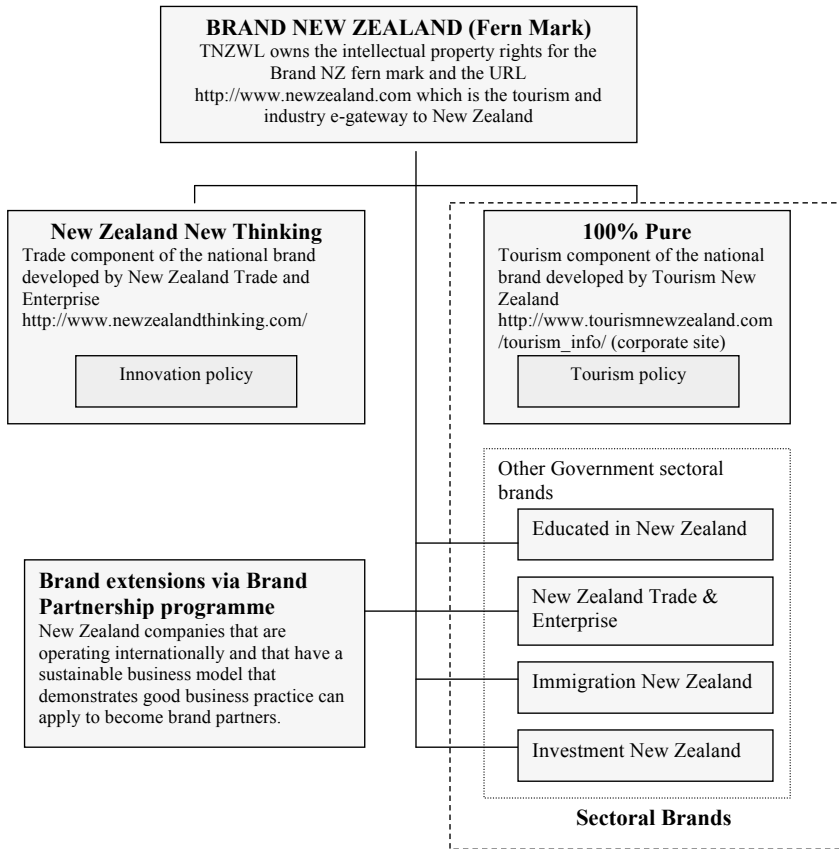 BRAND NEW ZEALAND (Fern Mark)
TNZWL owns the intellectual property rights for the
Brand NZ fern mark and the URL
http://www.newzealand.com which is the tourism and
industry e-gateway to New Zealand
New Zealand New Thinking
Trade component of the national brand
developed by New Zealand Trade and
Enterprise
http://www.newzealandthinking.com/
Innovation policy
100% Pure
Tourism component of the national
brand developed by Tourism New
Zealand
http://www.tourismnewzealand.com
/tourism_info/ (corporate site)
Tourism policy
Other Government sectoral
brands
Educated in New Zealand
New Zealand Trade &
Enterprise
Immigration New Zealand
Investment New Zealand
Brand extensions via Brand
Partnership programme
New Zealand companies that are
operating internationally and that have a
sustainable business model that
demonstrates good business practice can
apply to become brand partners.
Sectoral Brands